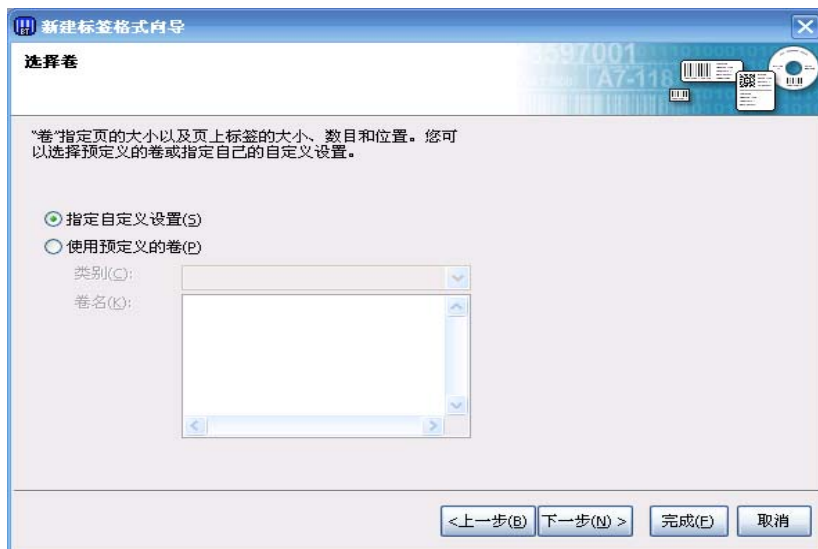 新建标签格式向导
选择卷
8597001
A7-118
"卷"指定页的大小以及页上标签的大小、数目和位置。您可
以选择预定义的卷或指定自己的自定义设置。
指定自定义设置(S)
使用预定义的卷(P)
类别(C):
卷名(K):
<上一步(B)
下一步(N) >
完成(F)
取消